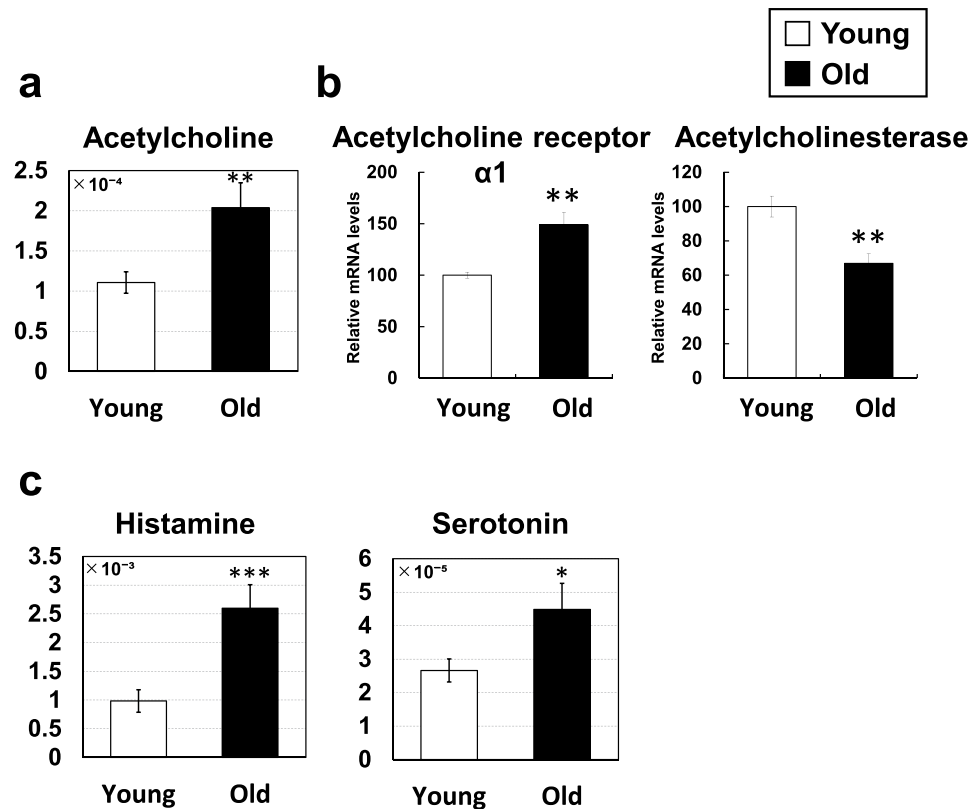 Young
Old
a
Acetylcholine
× 10⁻⁴
2.5
2
1.5
1
0.5
0
**
Young
Old
b
Acetylcholine receptor
α1
Relative mRNA levels
200
150
100
50
0
**
Young
Old
Acetylcholinesterase
Relative mRNA levels
120
100
80
60
40
20
0
**
Young
Old
c
Histamine
× 10⁻³
3.5
3
2.5
2
1.5
1
0.5
0
***
Young
Old
Serotonin
× 10⁻⁵
6
5
4
3
2
1
0
*
Young
Old